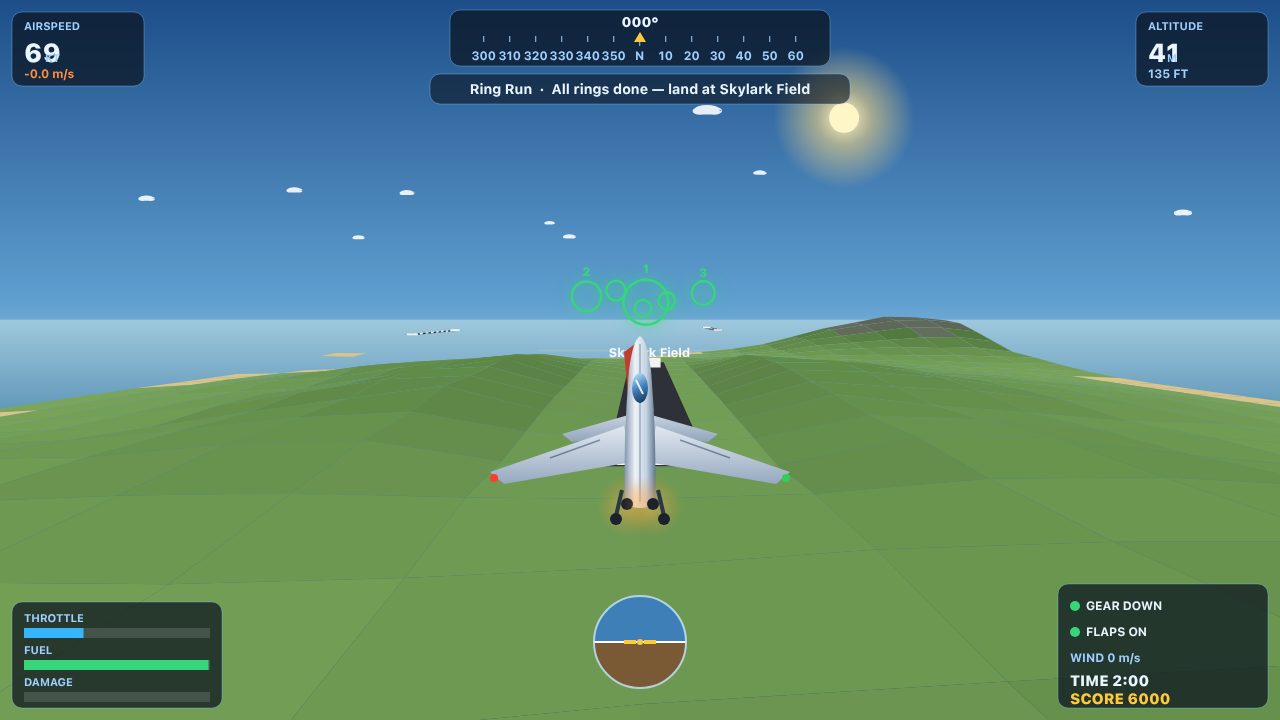 AIRSPEED
69
-0.0 m/s
000°
300 310 320 330 340 350 N 10 20 30 40 50 60
Ring Run · All rings done — land at Skylark Field
ALTITUDE
41
135 FT
2
1
3
Field
THROTTLE
FUEL
DAMAGE
GEAR DOWN
FLAPS ON
WIND 0 m/s
TIME 2:00
SCORE 6000